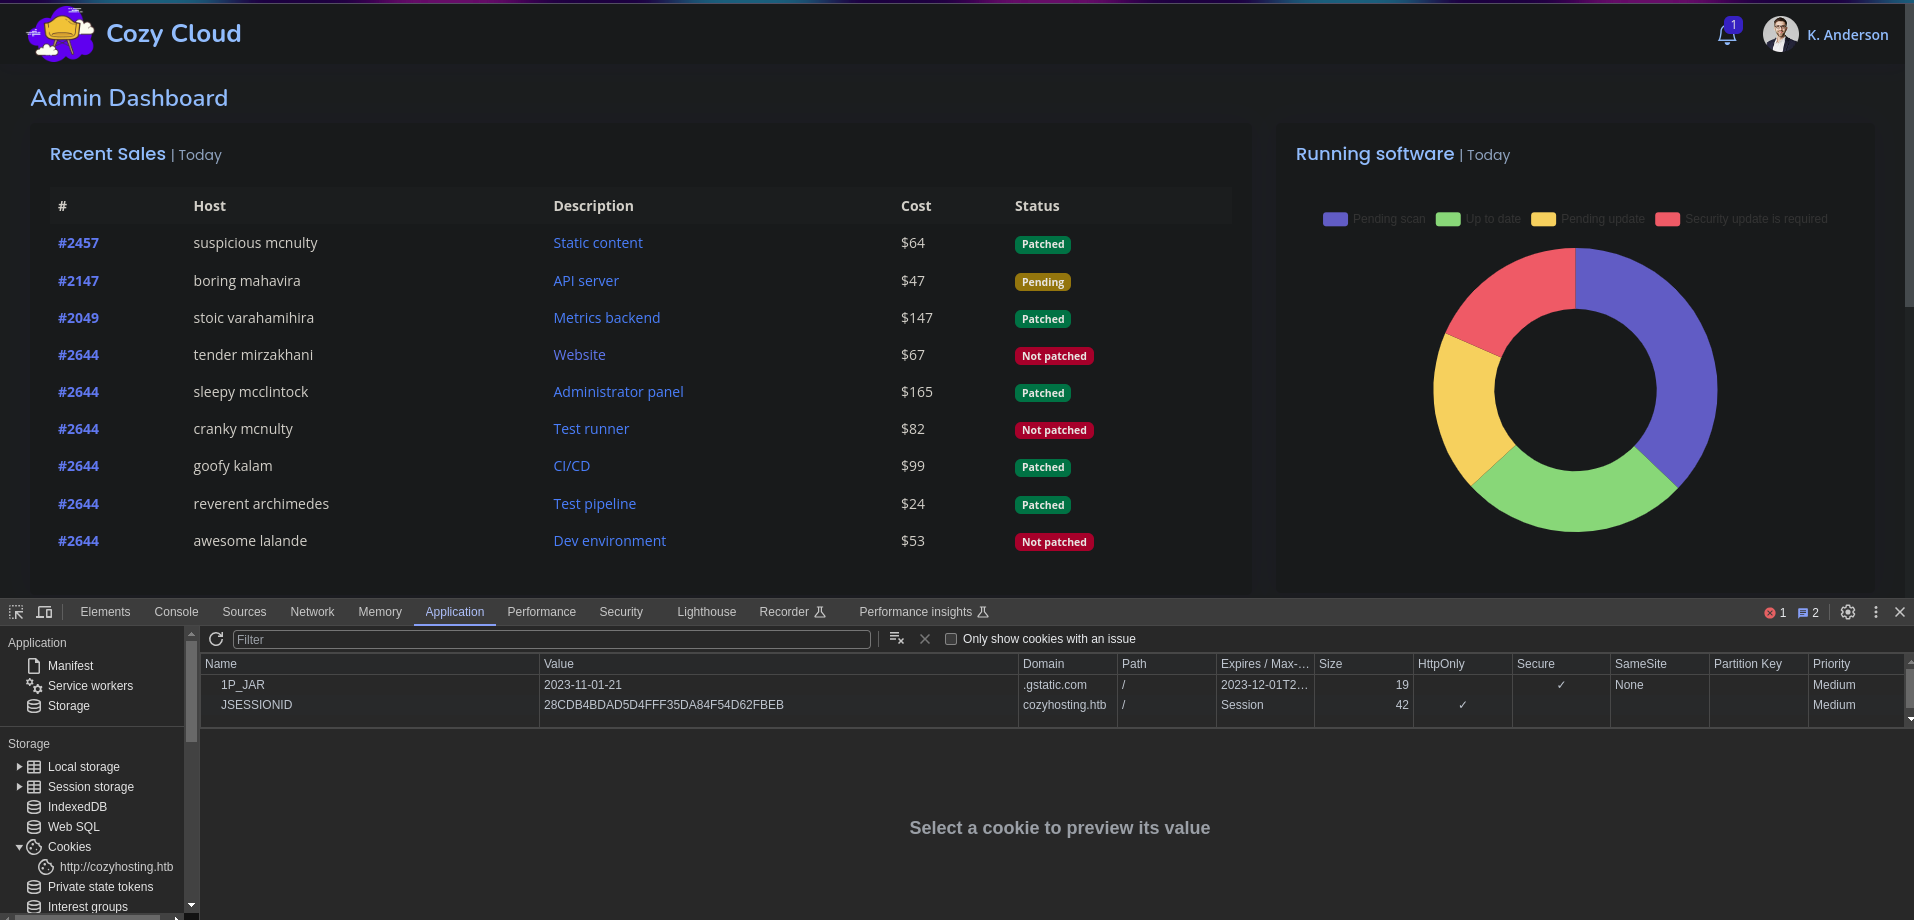 Cozy Cloud
1
K. Anderson
Admin Dashboard
Recent Sales | Today
# Host Description Cost Status
#2457 suspicious mcnulty Static content $64 Patched
#2147 boring mahavira API server $47 Pending
#2049 stoic varahamihira Metrics backend $147 Patched
#2644 tender mirzakhani Website $67 Not patched
#2644 sleepy mcclintock Administrator panel $165 Patched
#2644 cranky mcnulty Test runner $82 Not patched
#2644 goofy kalam CI/CD $99 Patched
#2644 reverent archimedes Test pipeline $24 Patched
#2644 awesome lalande Dev environment $53 Not patched
Running software | Today
Pending scan Up to date Pending update Security update is required
Elements Console Sources Network Memory Application Performance Security Lighthouse Recorder Performance insights 1 2
Application
Manifest
Service workers
Storage
Storage
Local storage
Session storage
IndexedDB
Web SQL
Cookies
http://cozyhosting.htb
Private state tokens
Interest groups
Filter
Only show cookies with an issue
Name Value Domain Path Expires / Max-... Size HttpOnly Secure SameSite Partition Key Priority
1P_JAR 2023-11-01-21 .gstatic.com / 2023-12-01T2... 19 ✓ None Medium
JSESSIONID 28CDB4BDAD5D4FFF35DA84F54D62FBEB cozyhosting.htb / Session 42 ✓ Medium
Select a cookie to preview its value